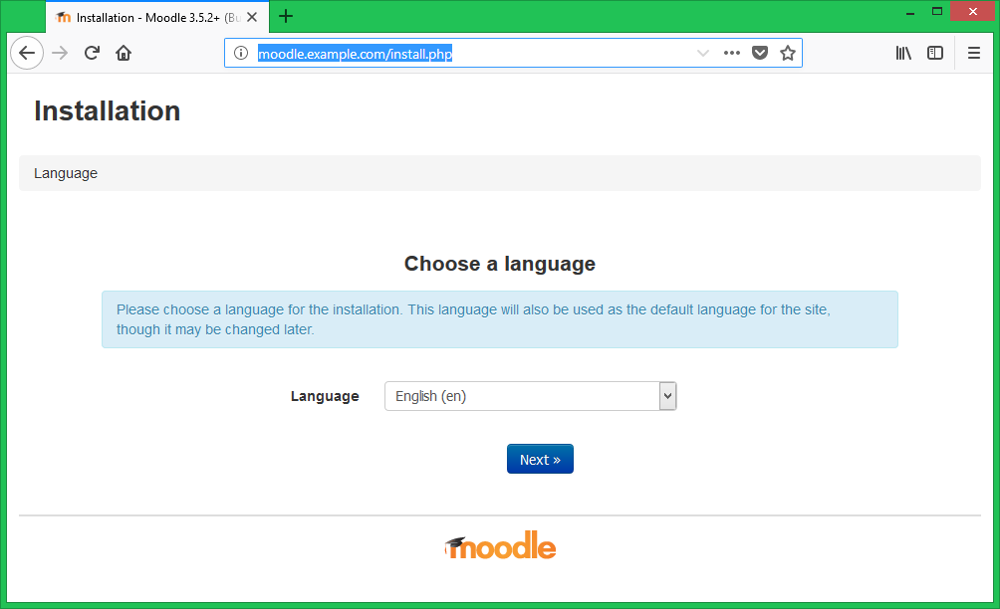 Installation - Moodle 3.5.2+ (Bu
moodle.example.com/install.php
Installation
Language
Choose a language
Please choose a language for the installation. This language will also be used as the default language for the site,
though it may be changed later.
Language English (en)
Next »
moodle